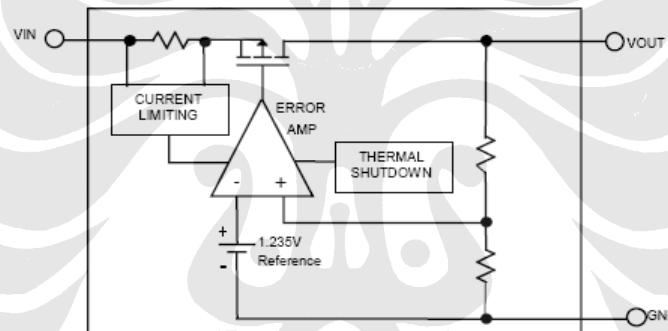 VIN
VOUT
CURRENT
LIMITING
ERROR
AMP
THERMAL
SHUTDOWN
- +
+
1.235V
-
Reference
GN